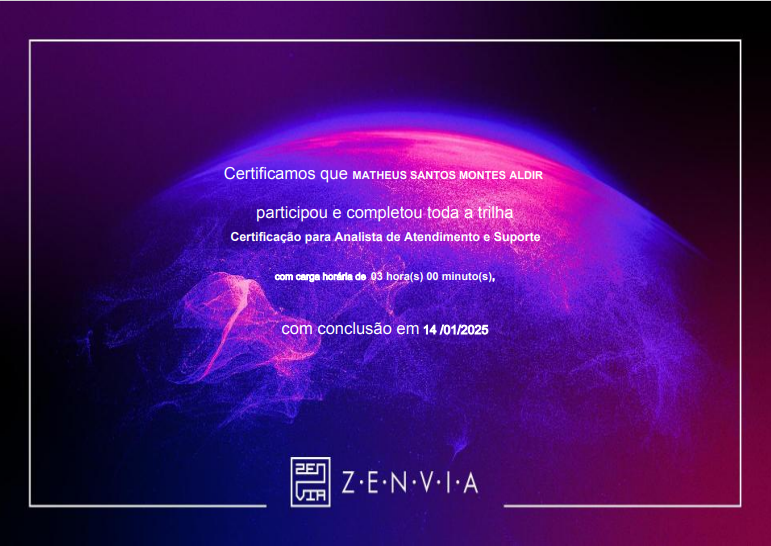 Certificamos que MATHEUS SANTOS MONTES ALDIR
participou e completou toda a trilha
Certificação para Analista de Atendimento e Suporte
com carga horária de 03 hora(s) 00 minuto(s),
com conclusão em 14 /01/2025
ZEN
VIA
Z·E·N·V·I·A